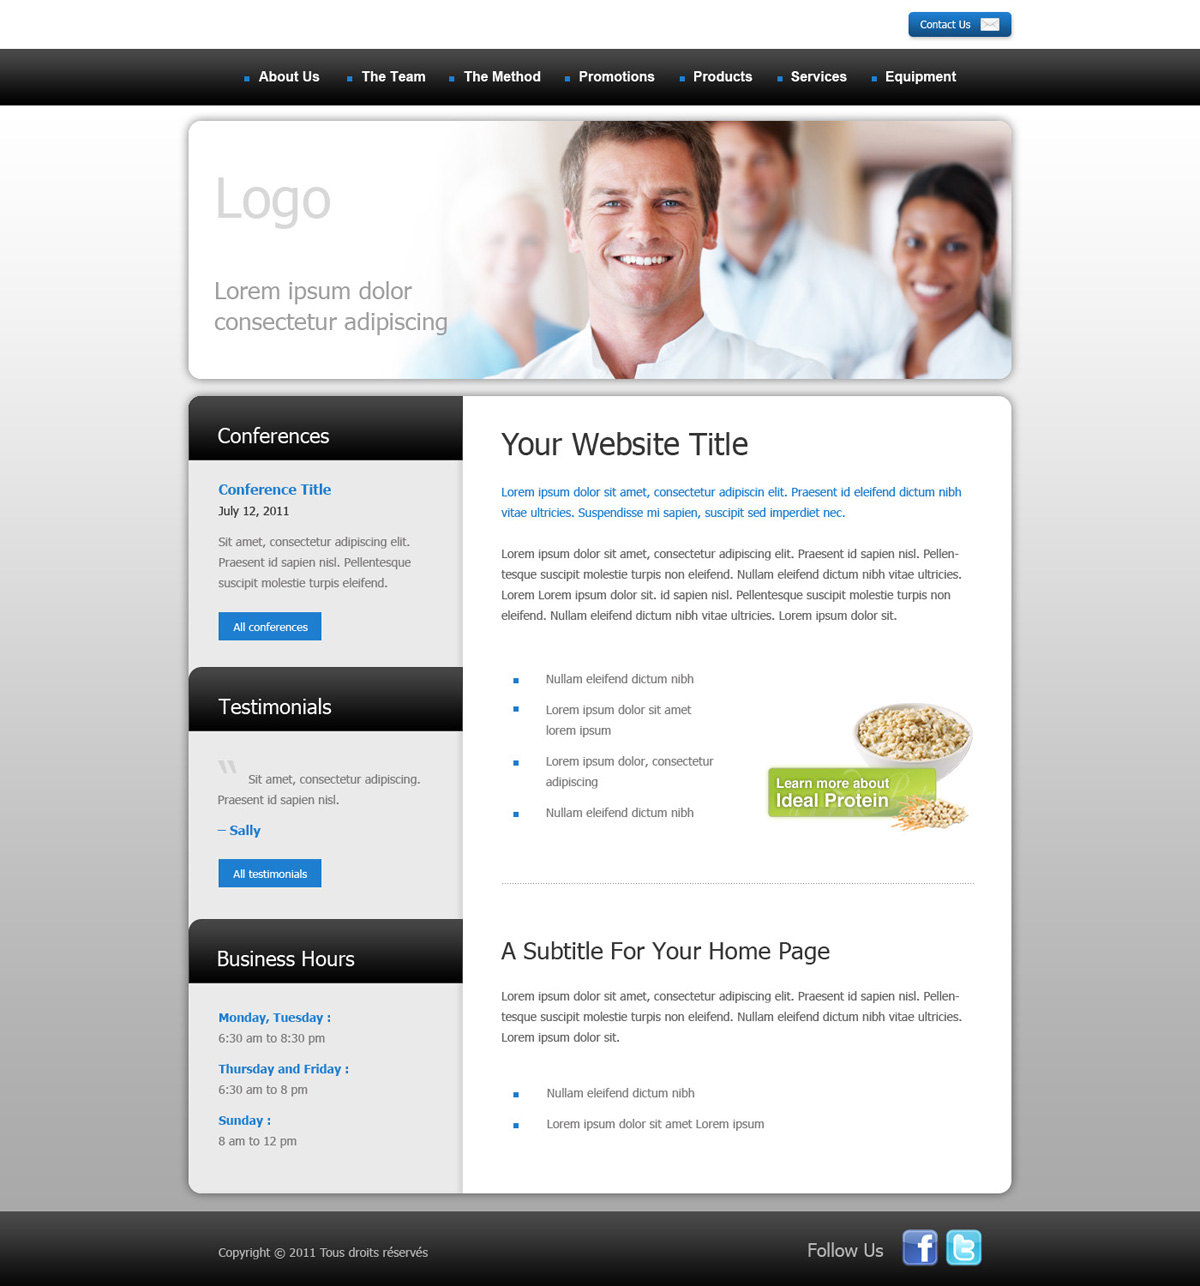 Contact Us
About Us
The Team
The Method
Promotions
Products
Services
Equipment
Logo
Lorem ipsum dolor
consectetur adipiscing
Conferences
Conference Title
July 12, 2011
Sit amet, consectetur adipiscing elit.
Praesent id sapien nisl. Pellentesque
suscipit molestie turpis eleifend.
All conferences
Testimonials
“ Sit amet, consectetur adipiscing.
Praesent id sapien nisl.
– Sally
All testimonials
Business Hours
Monday, Tuesday :
6:30 am to 8:30 pm
Thursday and Friday :
6:30 am to 8 pm
Sunday :
8 am to 12 pm
Your Website Title
Lorem ipsum dolor sit amet, consectetur adipiscin elit. Praesent id eleifend dictum nibh
vitae ultricies. Suspendisse mi sapien, suscipit sed imperdiet nec.
Lorem ipsum dolor sit amet, consectetur adipiscing elit. Praesent id sapien nisl. Pellen-
tesque suscipit molestie turpis non eleifend. Nullam eleifend dictum nibh vitae ultricies.
Lorem Lorem ipsum dolor sit. id sapien nisl. Pellentesque suscipit molestie turpis non
eleifend. Nullam eleifend dictum nibh vitae ultricies. Lorem ipsum dolor sit.
Nullam eleifend dictum nibh
Lorem ipsum dolor sit amet
lorem ipsum
Lorem ipsum dolor, consectetur
adipiscing
Nullam eleifend dictum nibh
Learn more about
Ideal Protein
A Subtitle For Your Home Page
Lorem ipsum dolor sit amet, consectetur adipiscing elit. Praesent id sapien nisl. Pellen-
tesque suscipit molestie turpis non eleifend. Nullam eleifend dictum nibh vitae ultricies.
Lorem ipsum dolor sit.
Nullam eleifend dictum nibh
Lorem ipsum dolor sit amet Lorem ipsum
Copyright © 2011 Tous droits réservés
Follow Us
f
t